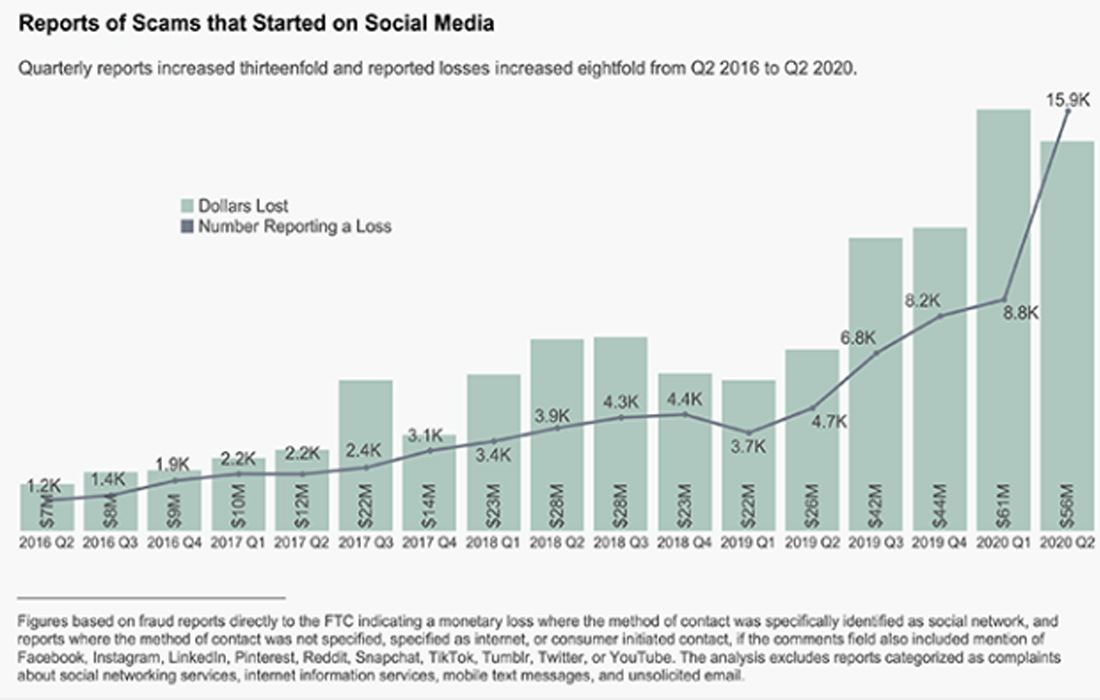 Reports of Scams that Started on Social Media
Quarterly reports increased thirteenfold and reported losses increased eightfold from Q2 2016 to Q2 2020.
15.9K
Dollars Lost
Number Reporting a Loss
8.2K
8.8K
6.8K
4.3K
4.4K
3.9K
4.7K
3.1K
3.7K
2.2K
2.2K
2.4K
3.4K
1.9K
1.4K
1.2K
$7M $8M $9M $10M $12M $22M $14M $23M $28M $28M $23M $22M $26M $42M $44M $61M $56M
2016 Q2 2016 Q3 2016 Q4 2017 Q1 2017 Q2 2017 Q3 2017 Q4 2018 Q1 2018 Q2 2018 Q3 2018 Q4 2019 Q1 2019 Q2 2019 Q3 2019 Q4 2020 Q1 2020 Q2
Figures based on fraud reports directly to the FTC indicating a monetary loss where the method of contact was specifically identified as social network, and
reports where the method of contact was not specified, specified as internet, or consumer initiated contact, if the comments field also included mention of
Facebook, Instagram, LinkedIn, Pinterest, Reddit, Snapchat, TikTok, Tumblr, Twitter, or YouTube. The analysis excludes reports categorized as complaints
about social networking services, internet information services, mobile text messages, and unsolicited email.